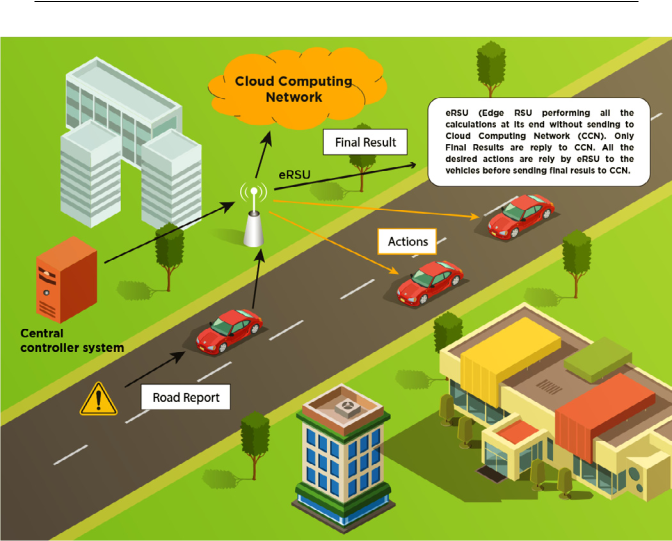 Cloud Computing
Network
eRSU (Edge RSU performing all the
calculations at its end without sending to
Cloud Computing Network (CCN). Only
Final Results are reply to CCN. All the
desired actions are rely by eRSU to the
vehicles before sending final resuls to CCN.
Final Result
eRSU
Actions
Central
controller system
Road Report